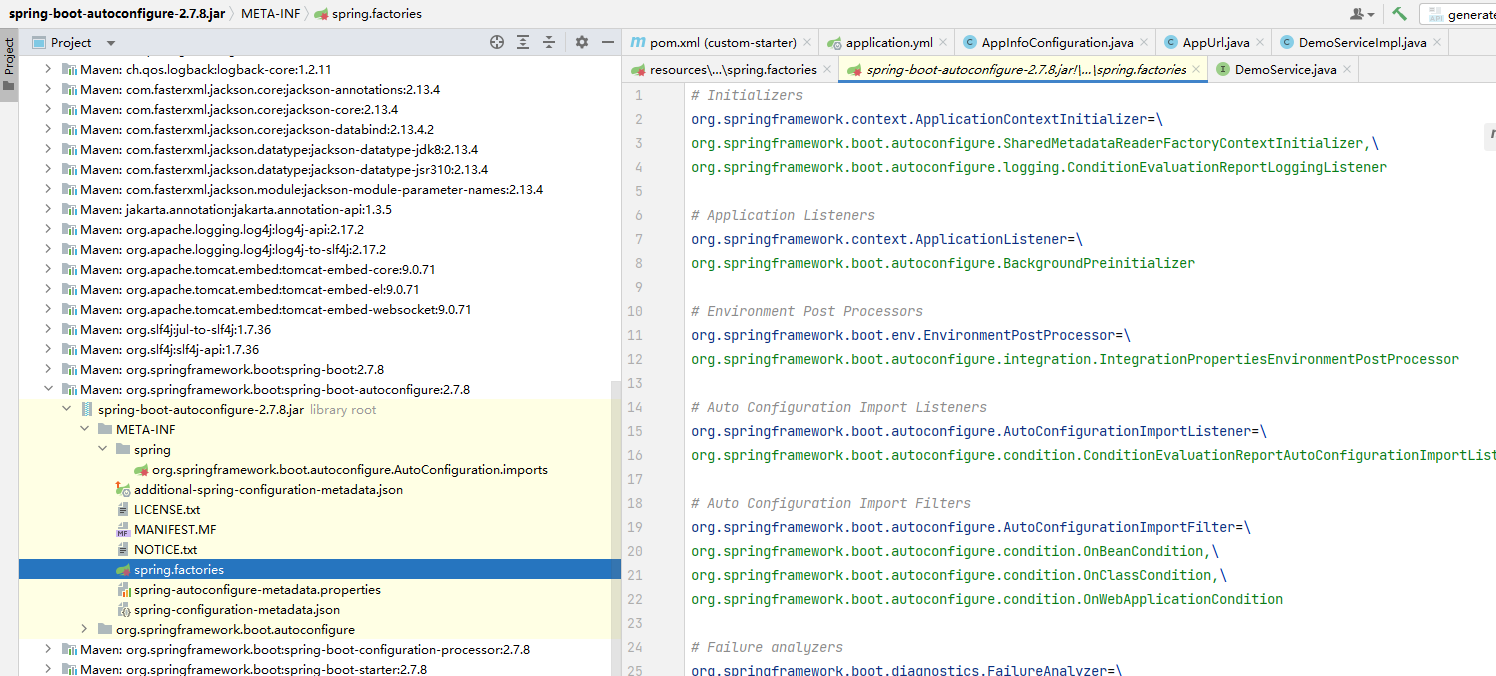 spring-boot-autoconfigure-2.7.8.jar META-INF spring.factories
generate
Project
Project
Maven: ch.qos.logback:logback-core:1.2.11
Maven: com.fasterxml.jackson.core:jackson-annotations:2.13.4
Maven: com.fasterxml.jackson.core:jackson-core:2.13.4
Maven: com.fasterxml.jackson.core:jackson-databind:2.13.4.2
Maven: com.fasterxml.jackson.datatype:jackson-datatype-jdk8:2.13.4
Maven: com.fasterxml.jackson.datatype:jackson-datatype-jsr310:2.13.4
Maven: com.fasterxml.jackson.module:jackson-module-parameter-names:2.13.4
Maven: jakarta.annotation:jakarta.annotation-api:1.3.5
Maven: org.apache.logging.log4j:log4j-api:2.17.2
Maven: org.apache.logging.log4j:log4j-to-slf4j:2.17.2
Maven: org.apache.tomcat.embed:tomcat-embed-core:9.0.71
Maven: org.apache.tomcat.embed:tomcat-embed-el:9.0.71
Maven: org.apache.tomcat.embed:tomcat-embed-websocket:9.0.71
Maven: org.slf4j:jul-to-slf4j:1.7.36
Maven: org.slf4j:slf4j-api:1.7.36
Maven: org.springframework.boot:spring-boot:2.7.8
Maven: org.springframework.boot:spring-boot-autoconfigure:2.7.8
spring-boot-autoconfigure-2.7.8.jar library root
META-INF
spring
org.springframework.boot.autoconfigure.AutoConfiguration.imports
additional-spring-configuration-metadata.json
LICENSE.txt
MANIFEST.MF
NOTICE.txt
spring.factories
spring-autoconfigure-metadata.properties
spring-configuration-metadata.json
org.springframework.boot.autoconfigure
Maven: org.springframework.boot:spring-boot-configuration-processor:2.7.8
Maven: org.springframework.boot:spring-boot-starter:2.7.8
pom.xml (custom-starter) application.yml AppInfoConfiguration.java AppUrl.java DemoServiceImpl.java
resources\...\spring.factories spring-boot-autoconfigure-2.7.8.jar!\...\spring.factories DemoService.java
1 # Initializers
2 org.springframework.context.ApplicationContextInitializer=\
3 org.springframework.boot.autoconfigure.SharedMetadataReaderFactoryContextInitializer,\
4 org.springframework.boot.autoconfigure.logging.ConditionEvaluationReportLoggingListener
5
6 # Application Listeners
7 org.springframework.context.ApplicationListener=\
8 org.springframework.boot.autoconfigure.BackgroundPreinitializer
9
10 # Environment Post Processors
11 org.springframework.boot.env.EnvironmentPostProcessor=\
12 org.springframework.boot.autoconfigure.integration.IntegrationPropertiesEnvironmentPostProcessor
13
14 # Auto Configuration Import Listeners
15 org.springframework.boot.autoconfigure.AutoConfigurationImportListener=\
16 org.springframework.boot.autoconfigure.condition.ConditionEvaluationReportAutoConfigurationImportList
17
18 # Auto Configuration Import Filters
19 org.springframework.boot.autoconfigure.AutoConfigurationImportFilter=\
20 org.springframework.boot.autoconfigure.condition.OnBeanCondition,\
21 org.springframework.boot.autoconfigure.condition.OnClassCondition,\
22 org.springframework.boot.autoconfigure.condition.OnWebApplicationCondition
23
24 # Failure analyzers
25 org.springframework.boot.diagnostics.FailureAnalyzer=\